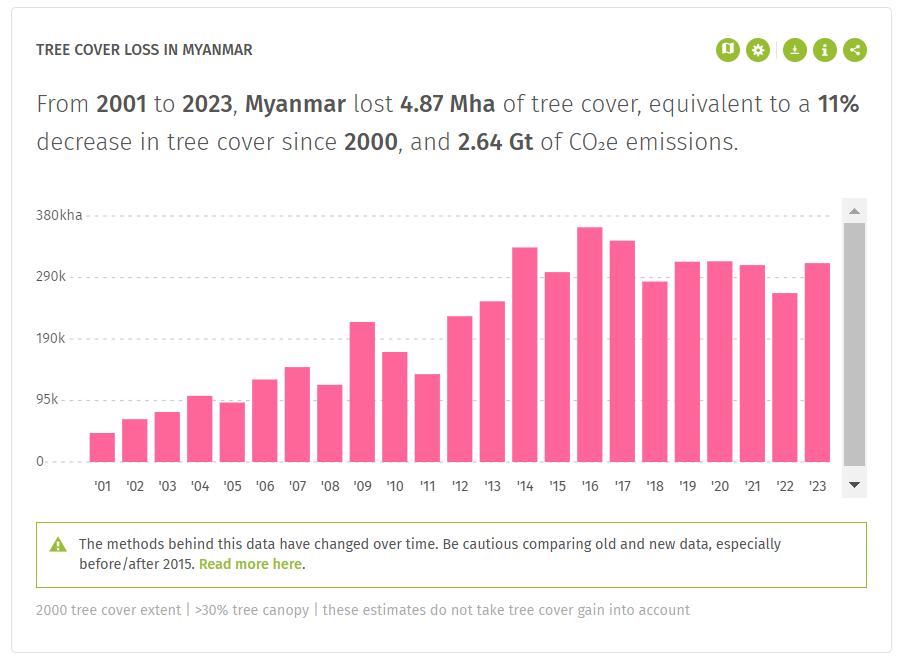 TREE COVER LOSS IN MYANMAR
From 2001 to 2023, Myanmar lost 4.87 Mha of tree cover, equivalent to a 11%
decrease in tree cover since 2000, and 2.64 Gt of CO₂e emissions.
380kha
290k
190k
95k
0
'01 '02 '03 '04 '05 '06 '07 '08 '09 '10 '11 '12 '13 '14 '15 '16 '17 '18 '19 '20 '21 '22 '23
The methods behind this data have changed over time. Be cautious comparing old and new data, especially
before/after 2015. Read more here.
2000 tree cover extent | >30% tree canopy | these estimates do not take tree cover gain into account